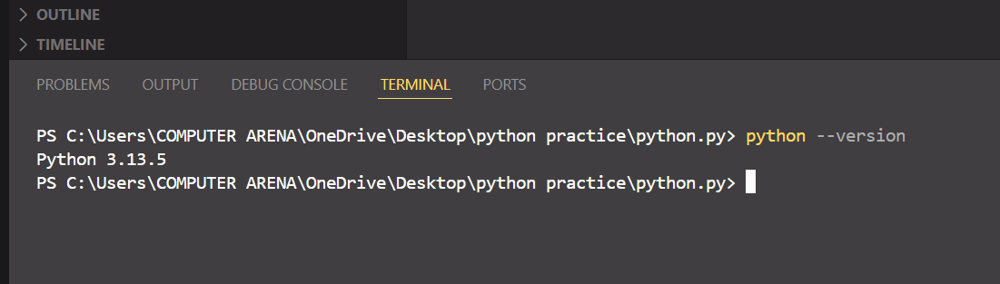 OUTLINE
TIMELINE
PROBLEMS OUTPUT DEBUG CONSOLE TERMINAL PORTS
PS C:\Users\COMPUTER ARENA\OneDrive\Desktop\python practice\python.py> python --version
Python 3.13.5
PS C:\Users\COMPUTER ARENA\OneDrive\Desktop\python practice\python.py>